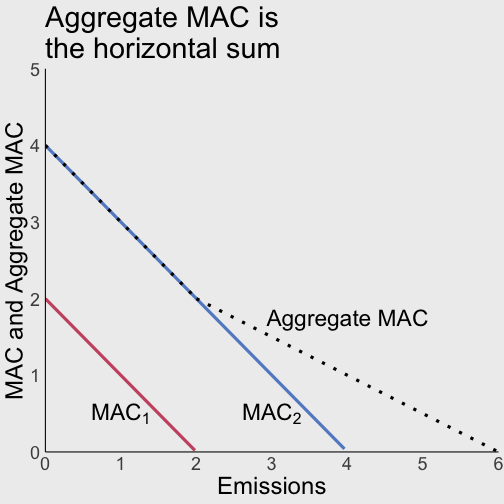 Aggregate MAC is
the horizontal sum
MAC and Aggregate MAC
5
4
3
2
1
0
Aggregate MAC
MAC₁
MAC₂
0 1 2 3 4 5 6
Emissions